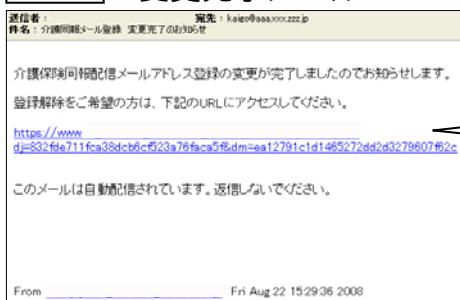 変更完了メール
送信者： 宛先：kaigo@aaa.xxx.zzz.jp
件名：介護同報メール登録 変更完了のお知らせ
介護保険同報配信メールアドレス登録の変更が完了しましたのでお知らせします。
登録解除をご希望の方は、下記のURLにアクセスしてください。
https://www
dj=832fde711fca38dcb6cf523a76faca5f&dm=ea12791c1d1465272dd2d3279607f62c
このメールは自動配信されています。返信しないでください。
From Fri Aug 22 15:29:36 2008